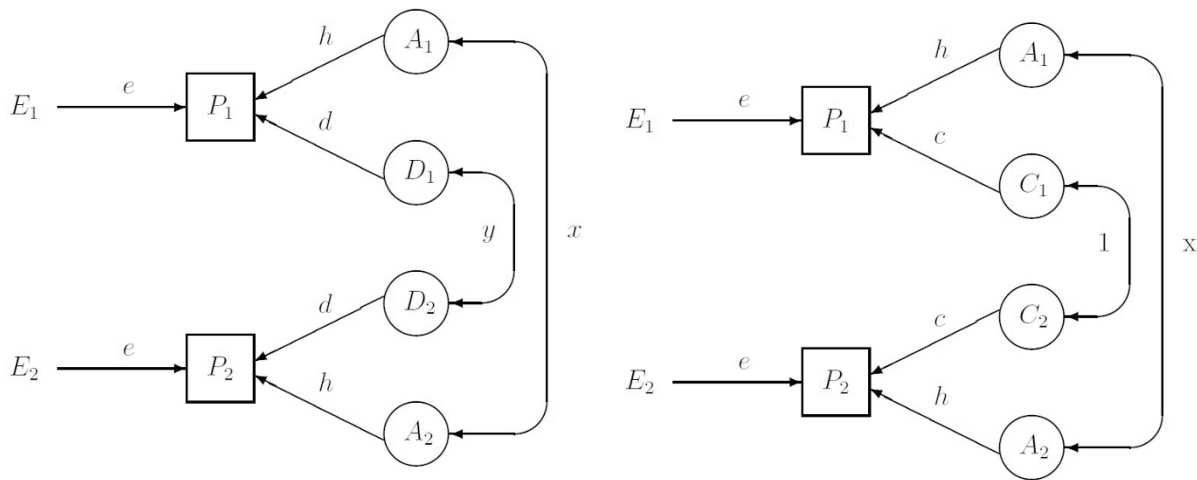 h
A₁
e
E₁
P₁
d
D₁
y
x
D₂
d
e
E₂
P₂
h
A₂
h
A₁
e
E₁
P₁
c
C₁
1
x
C₂
c
e
E₂
P₂
h
A₂